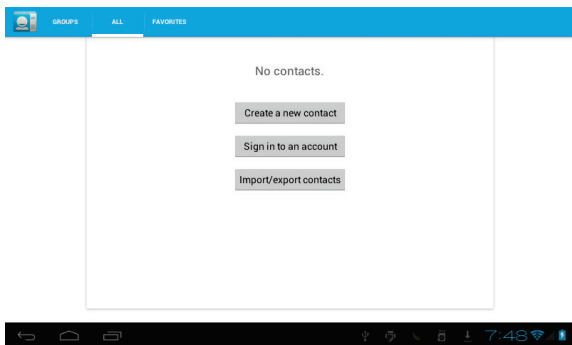 GROUPS ALL FAVORITES
No contacts.
Create a new contact
Sign in to an account
Import/export contacts
7:48